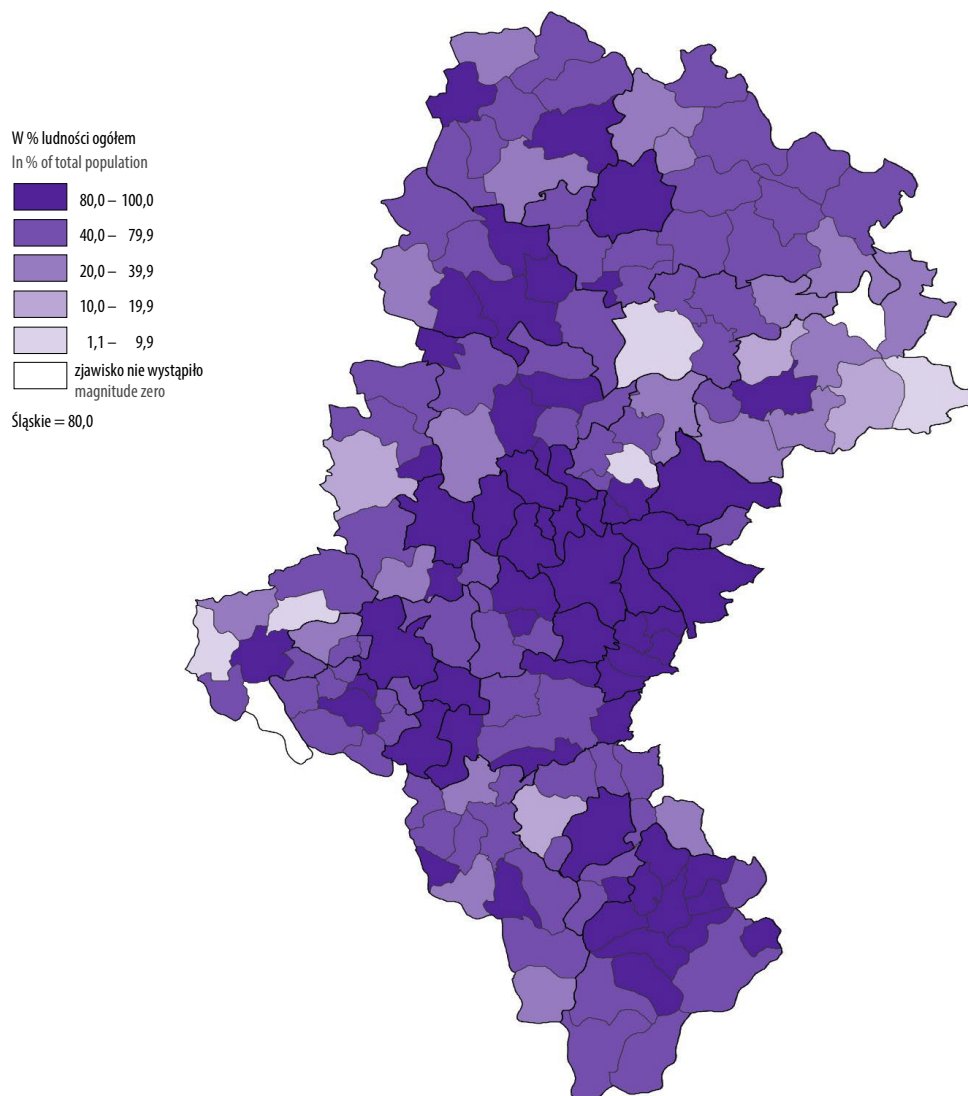 W % ludności ogółem
In % of total population
80,0 – 100,0
40,0 – 79,9
20,0 – 39,9
10,0 – 19,9
1,1 – 9,9
zjawisko nie wystąpiło
magnitude zero
Śląskie = 80,0